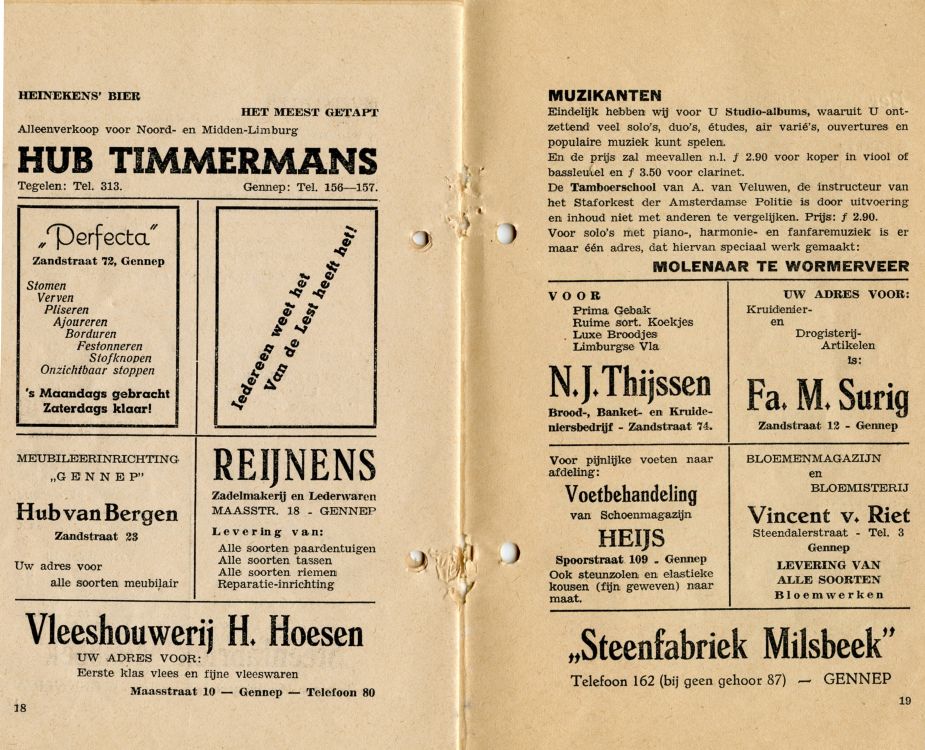 HEINEKENS' BIER
HET MEEST GETAPT
Alleenverkoop voor Noord- en Midden-Limburg
HUB TIMMERMANS
Tegelen: Tel. 313. Gennep: Tel. 156—157.
„Perfecta"
Zandstraat 72, Gennep
Stomen
Verven
Pliseren
Ajoureren
Borduren
Festonneren
Stofknopen
Onzichtbaar stoppen
's Maandags gebracht
Zaterdags klaar!
Iedereen weet het
Van de Lest heeft het!
MEUBILEERINRICHTING
„GENNEP"
Hub van Bergen
Zandstraat 23
Uw adres voor
alle soorten meubilair
REIJNENS
Zadelmakerij en Lederwaren
MAASSTR. 18 - GENNEP
Levering van:
Alle soorten paardentuigen
Alle soorten tassen
Alle soorten riemen
Reparatie-inrichting
Vleeshouwerij H. Hoesen
UW ADRES VOOR:
Eerste klas vlees en fijne vleeswaren
Maasstraat 10 — Gennep — Telefoon 80
18
MUZIKANTEN
Eindelijk hebben wij voor U Studio-albums, waaruit U ont-
zettend veel solo's, duo's, études, air varié's, ouvertures en
populaire muziek kunt spelen.
En de prijs zal meevallen n.l. ƒ 2.90 voor koper in viool of
bassleutel en ƒ 3.50 voor clarinet.
De Tamboerschool van A. van Veluwen, de instructeur van
het Staforkest der Amsterdamse Politie is door uitvoering
en inhoud niet met anderen te vergelijken. Prijs: ƒ 2.90.
Voor solo's met piano-, harmonie- en fanfaremuziek is er
maar één adres, dat hiervan speciaal werk gemaakt:
MOLENAAR TE WORMERVEER
VOOR
Prima Gebak
Ruime sort. Koekjes
Luxe Broodjes
Limburgse Vla
N.J. Thijssen
Brood-, Banket- en Kruide-
niersbedrijf - Zandstraat 74.
UW ADRES VOOR:
Kruidenier-
en
Drogisterij-
Artikelen
is:
Fa. M. Surig
Zandstraat 12 - Gennep
Voor pijnlijke voeten naar
afdeling:
Voetbehandeling
van Schoenmagazijn
HEIJS
Spoorstraat 109 - Gennep
Ook steunzolen en elastieke
kousen (fijn geweven) naar
maat.
BLOEMENMAGAZIJN
en
BLOEMISTERIJ
Vincent v. Riet
Steendalerstraat - Tel. 3
Gennep
LEVERING VAN
ALLE SOORTEN
Bloemwerken
„Steenfabriek Milsbeek"
Telefoon 162 (bij geen gehoor 87) — GENNEP
19